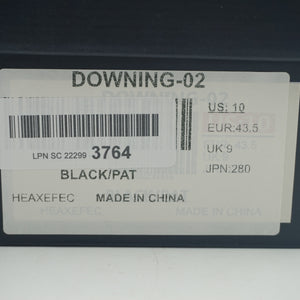 DOWNING-02
US: 10
EUR:43.5
UK 9
JPN:280
LPN SC 22299 3764
BLACK/PAT
HEAXEFEC MADE IN CHINA